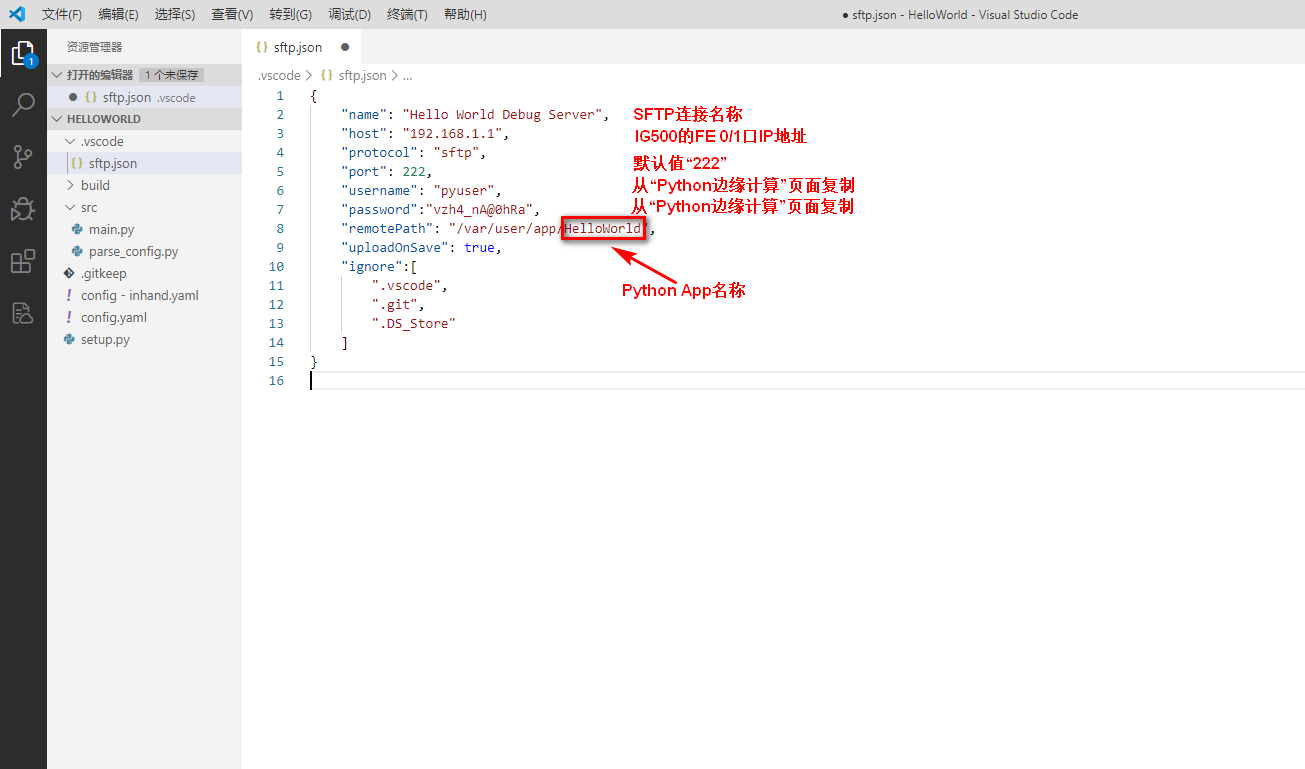 文件(F) 编辑(E) 选择(S) 查看(V) 转到(G) 调试(D) 终端(T) 帮助(H) ● sftp.json - HelloWorld - Visual Studio Code
资源管理器
打开的编辑器 1 个未保存
● {} sftp.json .vscode
HELLOWORLD
.vscode
{} sftp.json
build
src
main.py
parse_config.py
.gitkeep
! config - inhand.yaml
! config.yaml
setup.py
1
{} sftp.json ●
.vscode > {} sftp.json > ...
1 {
2 "name": "Hello World Debug Server", SFTP连接名称
3 "host": "192.168.1.1", IG500的FE 0/1口IP地址
4 "protocol": "sftp",
5 "port": 222, 默认值“222”
6 "username": "pyuser", 从“Python边缘计算”页面复制
7 "password":"vzh4_nA@0hRa", 从“Python边缘计算”页面复制
8 "remotePath": "/var/user/app/HelloWorld",
9 "uploadOnSave": true,
10 "ignore":[
11 ".vscode", Python App名称
12 ".git",
13 ".DS_Store"
14 ]
15 }
16